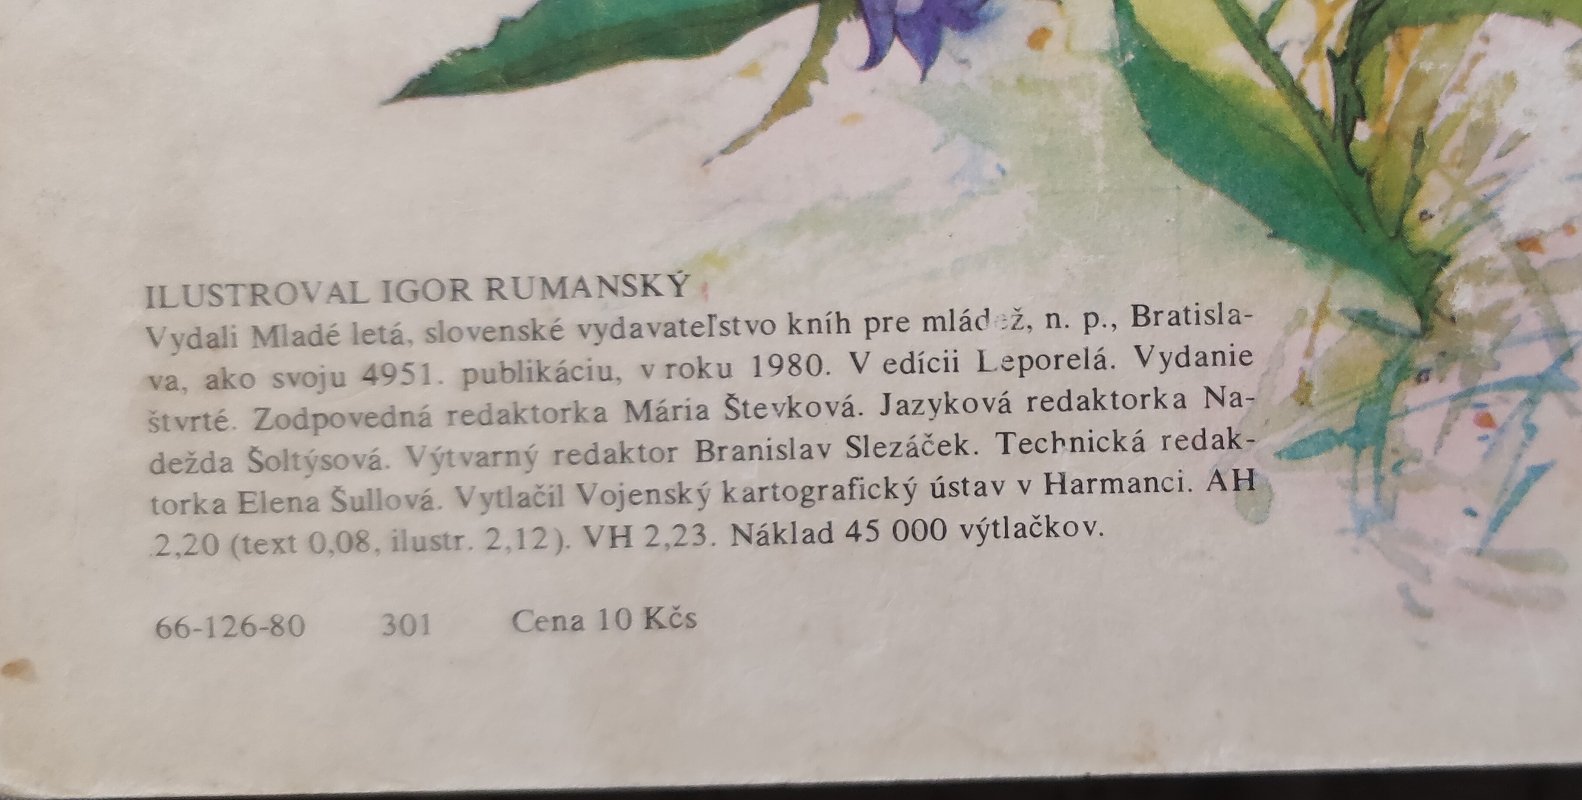 ILUSTROVAL IGOR RUMANSKÝ
Vydali Mladé letá, slovenské vydavateľstvo kníh pre mládež, n. p., Bratisla-
va, ako svoju 4951. publikáciu, v roku 1980. V edícii Leporelá. Vydanie
štvrté. Zodpovedná redaktorka Mária Števková. Jazyková redaktorka Na-
dežda Šoltýsová. Výtvarný redaktor Branislav Slezáček. Technická redak-
torka Elena Šullová. Vytlačil Vojenský kartografický ústav v Harmanci. AH
2,20 (text 0,08, ilustr. 2,12). VH 2,23. Náklad 45 000 výtlačkov.
66-126-80 301 Cena 10 Kčs